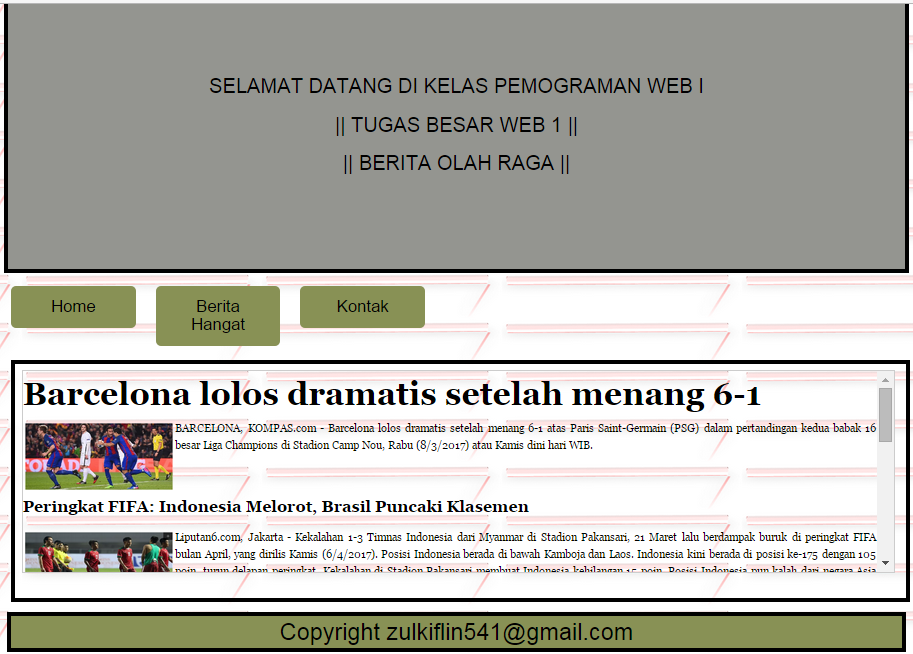 SELAMAT DATANG DI KELAS PEMOGRAMAN WEB I
|| TUGAS BESAR WEB 1 ||
|| BERITA OLAH RAGA ||
Home
Berita
Hangat
Kontak
Barcelona lolos dramatis setelah menang 6-1
BARCELONA, KOMPAS.com - Barcelona lolos dramatis setelah menang 6-1 atas Paris Saint-Germain (PSG) dalam pertandingan kedua babak 16
besar Liga Champions di Stadion Camp Nou, Rabu (8/3/2017) atau Kamis dini hari WIB.
Peringkat FIFA: Indonesia Melorot, Brasil Puncaki Klasemen
Liputan6.com, Jakarta - Kekalahan 1-3 Timnas Indonesia dari Myanmar di Stadion Pakansari, 21 Maret lalu berdampak buruk di peringkat FIFA
bulan April, yang dirilis Kamis (6/4/2017). Posisi Indonesia berada di bawah Kamboja dan Laos. Indonesia kini berada di posisi ke-175 dengan 105
poin, turun delapan peringkat. Kekalahan di Stadion Pakansari membuat Indonesia kehilangan 15 poin. Posisi Indonesia pun kalah dari negara Asia
Copyright zulkiflin541@gmail.com